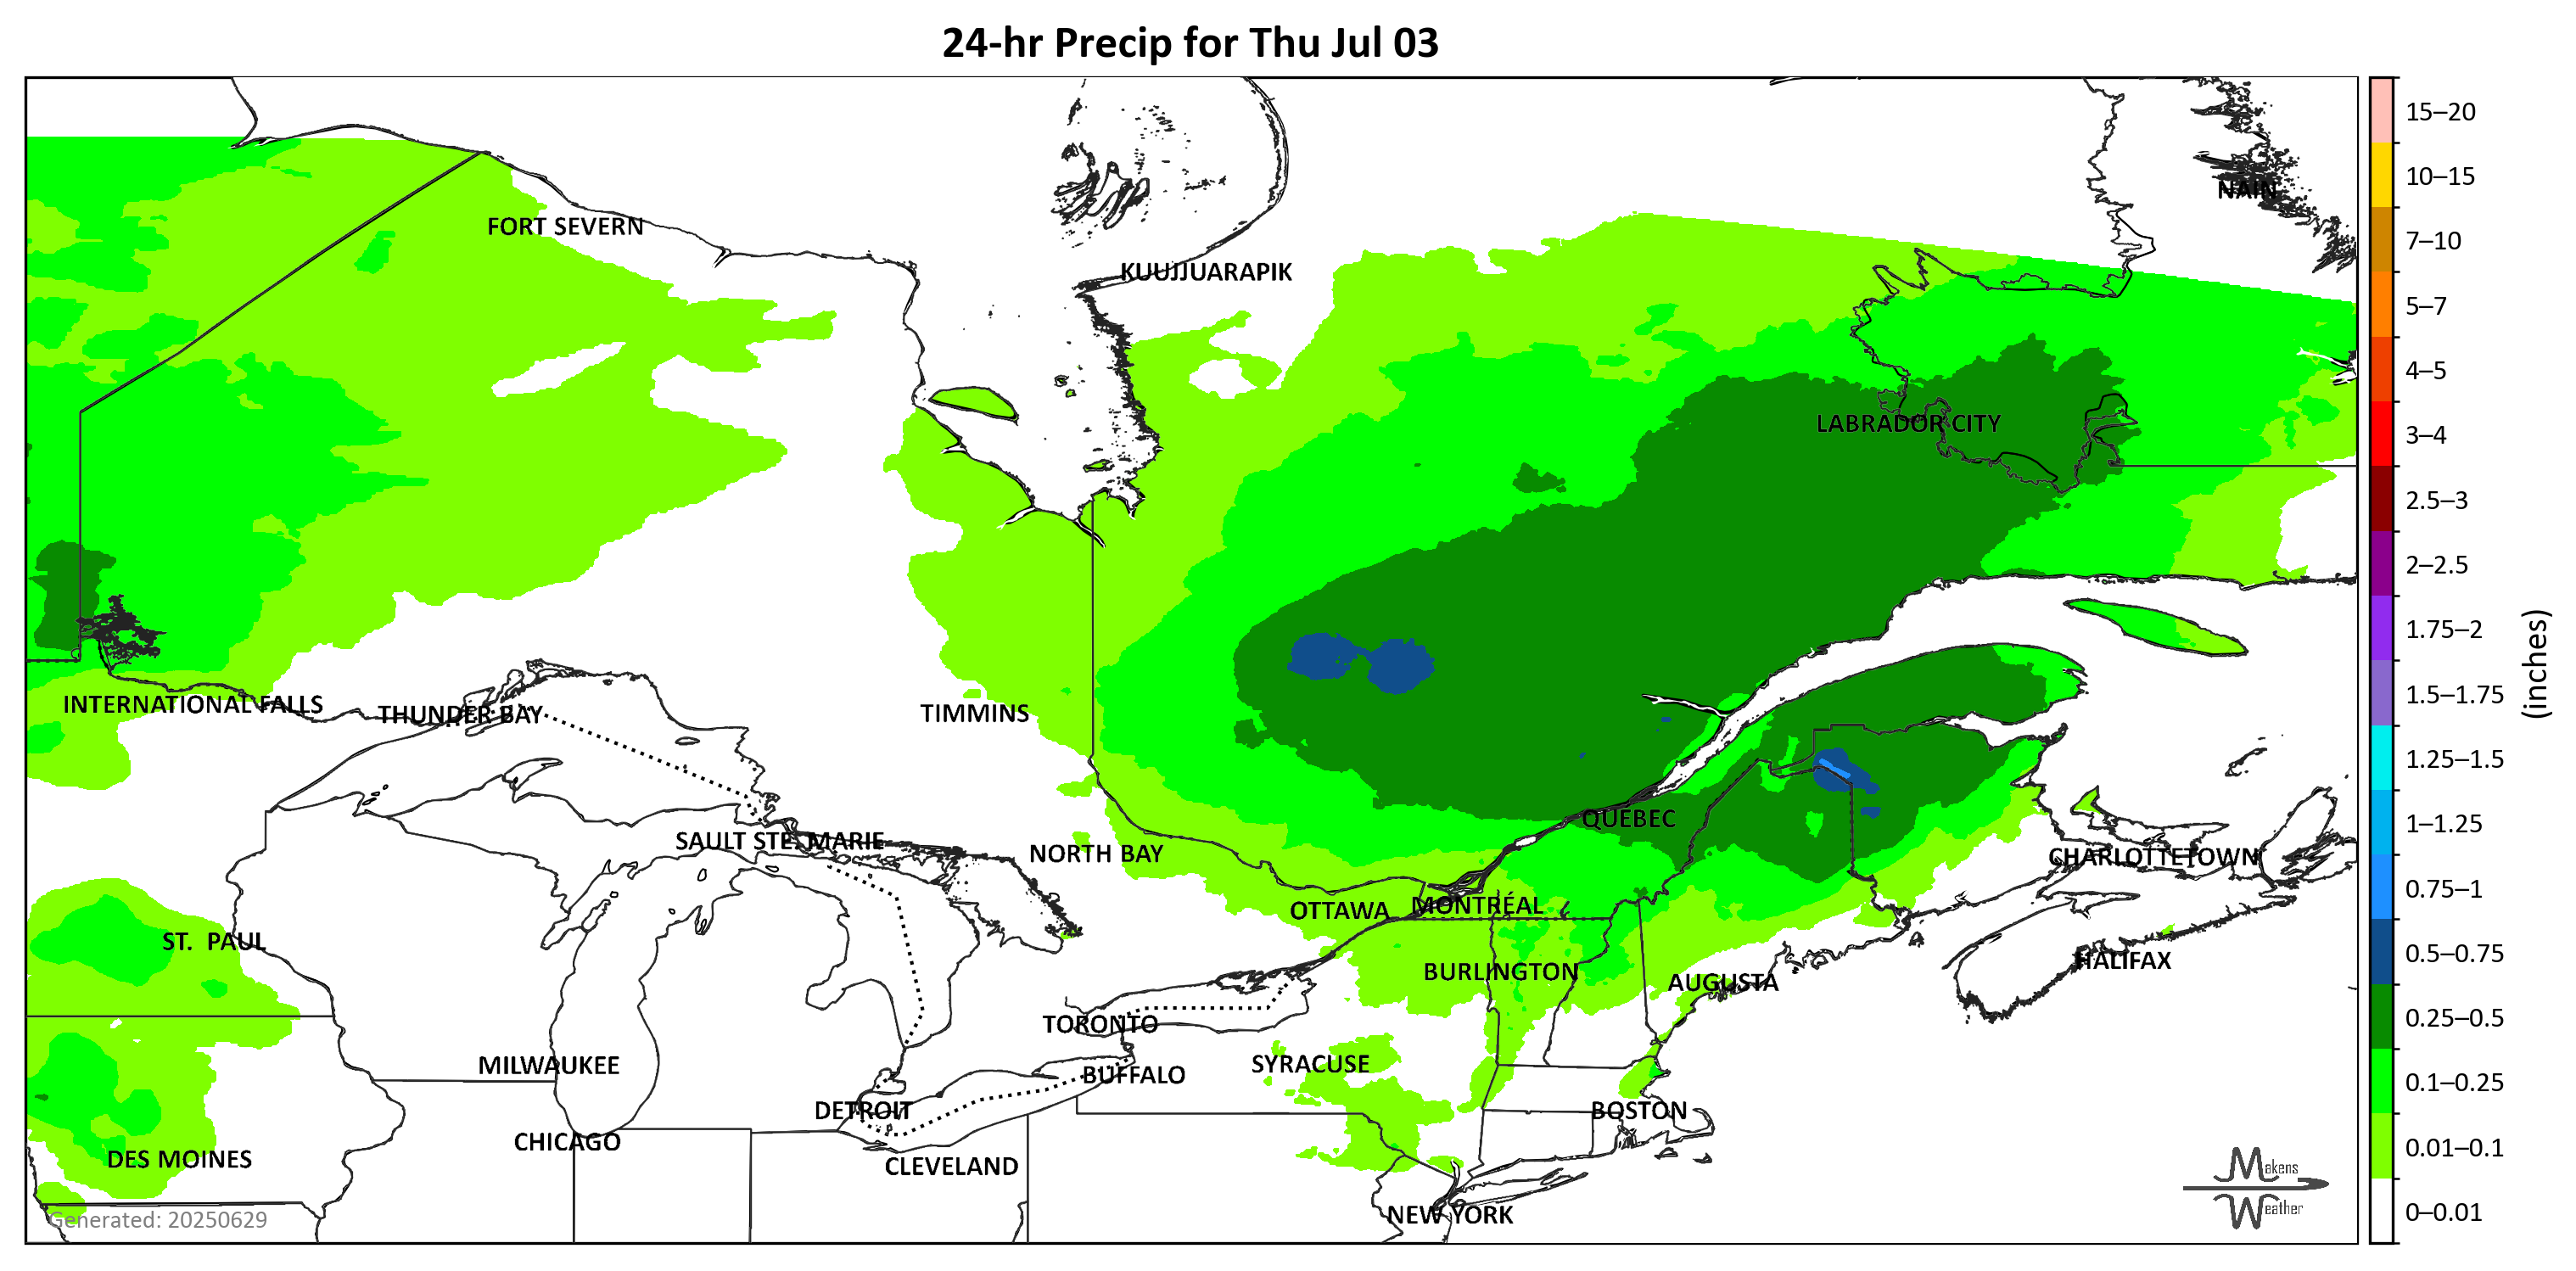 24-hr Precip for Thu Jul 03
15–20
NAIN
10–15
FORT SEVERN
7–10
KUUJJUARAPIK
5–7
4–5
LABRADOR CITY
3–4
2.5–3
2–2.5
1.75–2
(inches)
1.5–1.75
INTERNATIONAL FALLS
THUNDER BAY
TIMMINS
1.25–1.5
QUÉBEC
1–1.25
SAULT STE. MARIE
NORTH BAY
CHARLOTTETOWN
0.75–1
OTTAWA
MONTRÉAL
ST. PAUL
0.5–0.75
HALIFAX
BURLINGTON
AUGUSTA
0.25–0.5
TORONTO
MILWAUKEE
SYRACUSE
BUFFALO
0.1–0.25
DETROIT
BOSTON
CHICAGO
0.01–0.1
DES MOINES
CLEVELAND
Makens
Weather
0–0.01
NEW YORK
Generated: 20250629